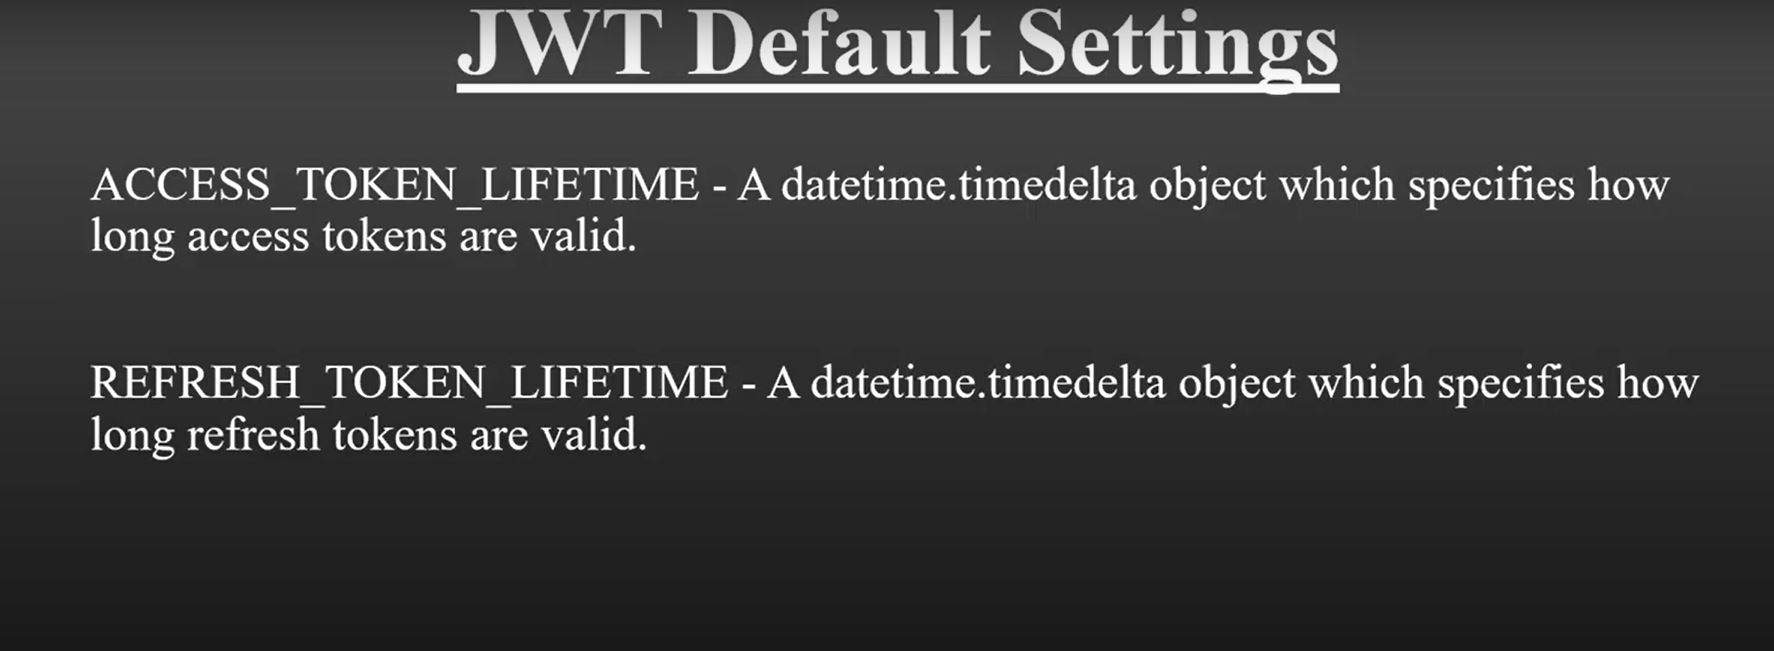 JWT Default Settings
ACCESS_TOKEN_LIFETIME - A datetime.timedelta object which specifies how
long access tokens are valid.
REFRESH_TOKEN_LIFETIME - A datetime.timedelta object which specifies how
long refresh tokens are valid.